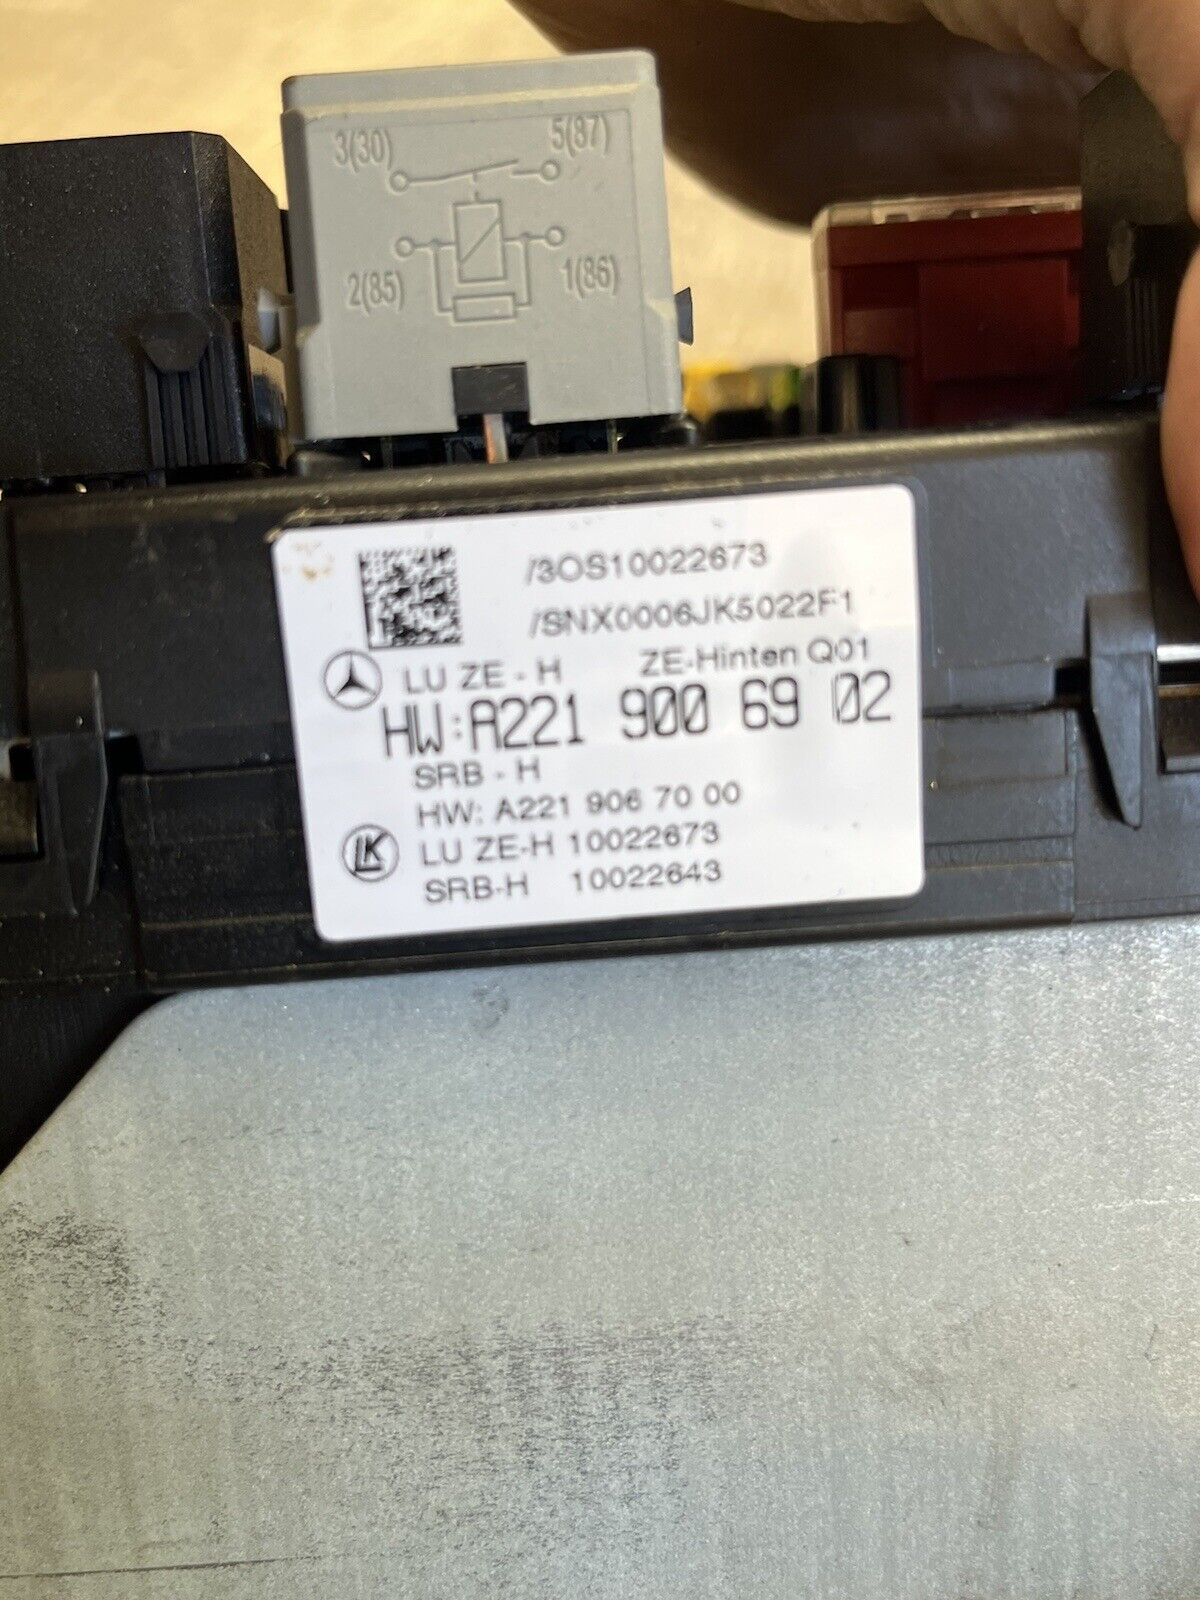 3(30) 5(87)
2(85) 1(86)
/3OS10022673
/SNX0006JK5022F1
LU ZE - H ZE-Hinten Q01
HW:A221 900 69 02
SRB - H
HW: A221 906 70 00
LK LU ZE-H 10022673
SRB-H 10022643